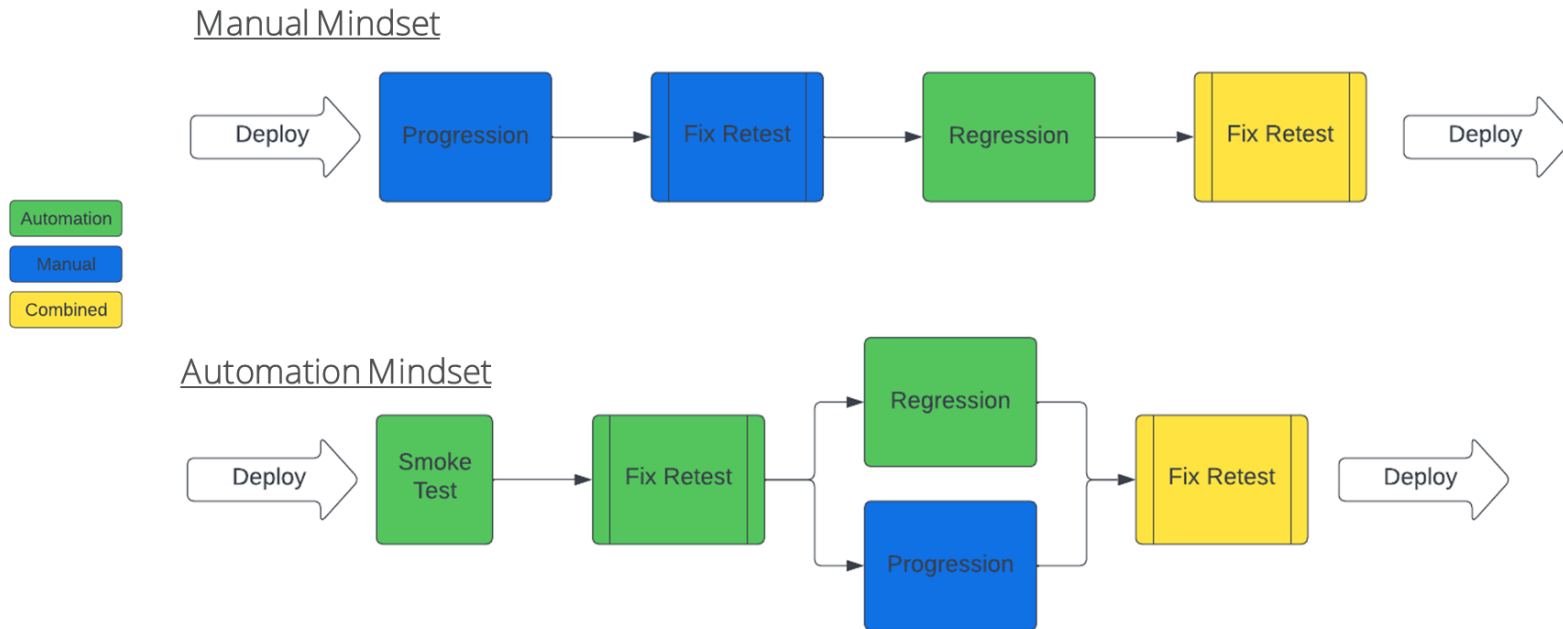 Manual Mindset
Deploy
Progression
Fix Retest
Regression
Fix Retest
Deploy
Automation
Manual
Combined
Automation Mindset
Deploy
Smoke
Test
Fix Retest
Regression
Progression
Fix Retest
Deploy